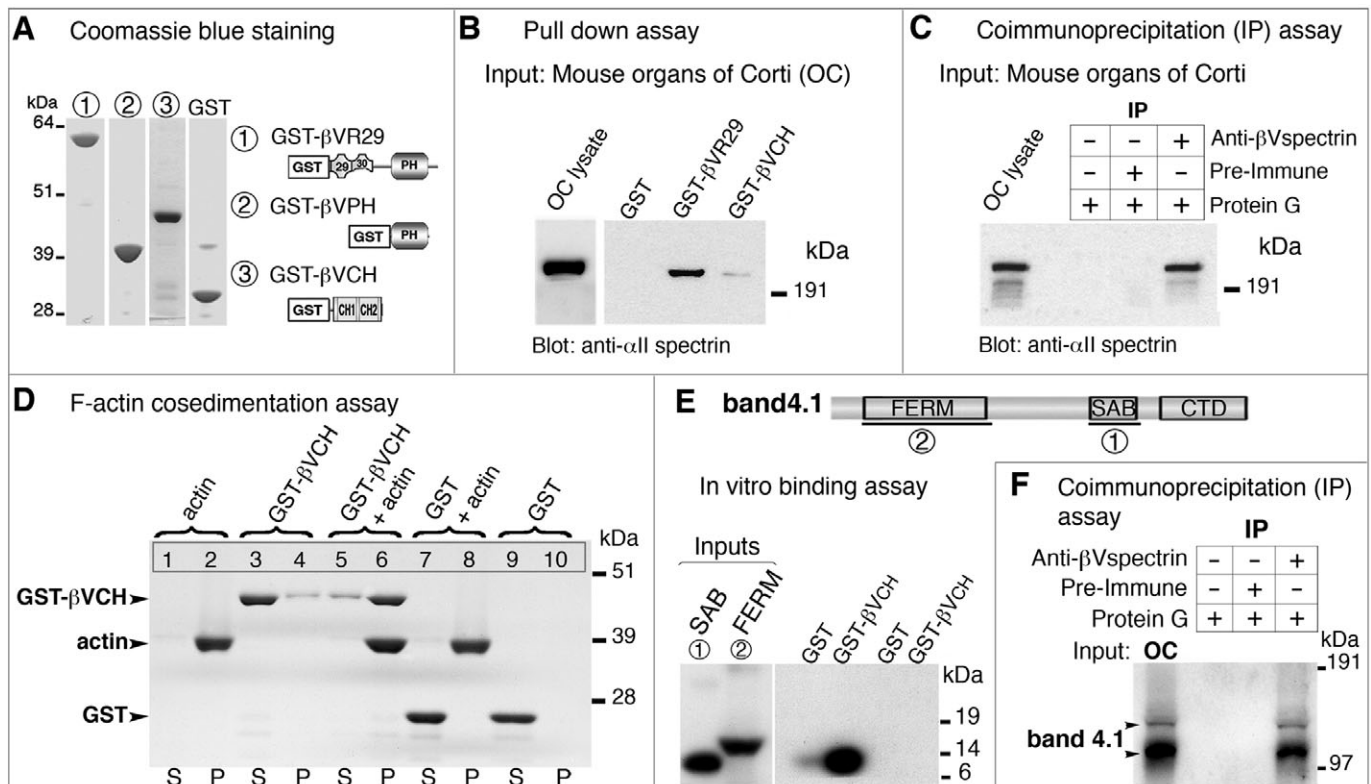 A Coomassie blue staining
kDa ① ② ③ GST
64
51
39
28
① GST-βVR29
GST 29 30 PH
② GST-βVPH
GST PH
③ GST-βVCH
GST CH1 CH2
B Pull down assay
Input: Mouse organs of Corti (OC)
OC lysate GST GST-βVR29 GST-βVCH
kDa
191
Blot: anti-αII spectrin
C Coimmunoprecipitation (IP) assay
Input: Mouse organs of Corti
IP
OC lysate
- - + Anti-βVspectrin
- + - Pre-Immune
+ + + Protein G
kDa
191
Blot: anti-αII spectrin
D F-actin cosedimentation assay
actin GST-βVCH GST-βVCH + actin GST + actin GST
kDa
1 2 3 4 5 6 7 8 9 10
51
GST-βVCH
actin
39
28
GST
S P S P S P S P S P
E band4.1 FERM SAB CTD
② ①
In vitro binding assay
Inputs
SAB FERM GST GST-βVCH GST GST-βVCH
① ②
kDa
19
14
6
F Coimmunoprecipitation (IP)
assay
IP
Anti-βVspectrin - - +
Pre-Immune - + -
Protein G + + +
Input: OC
kDa
191
band 4.1
97